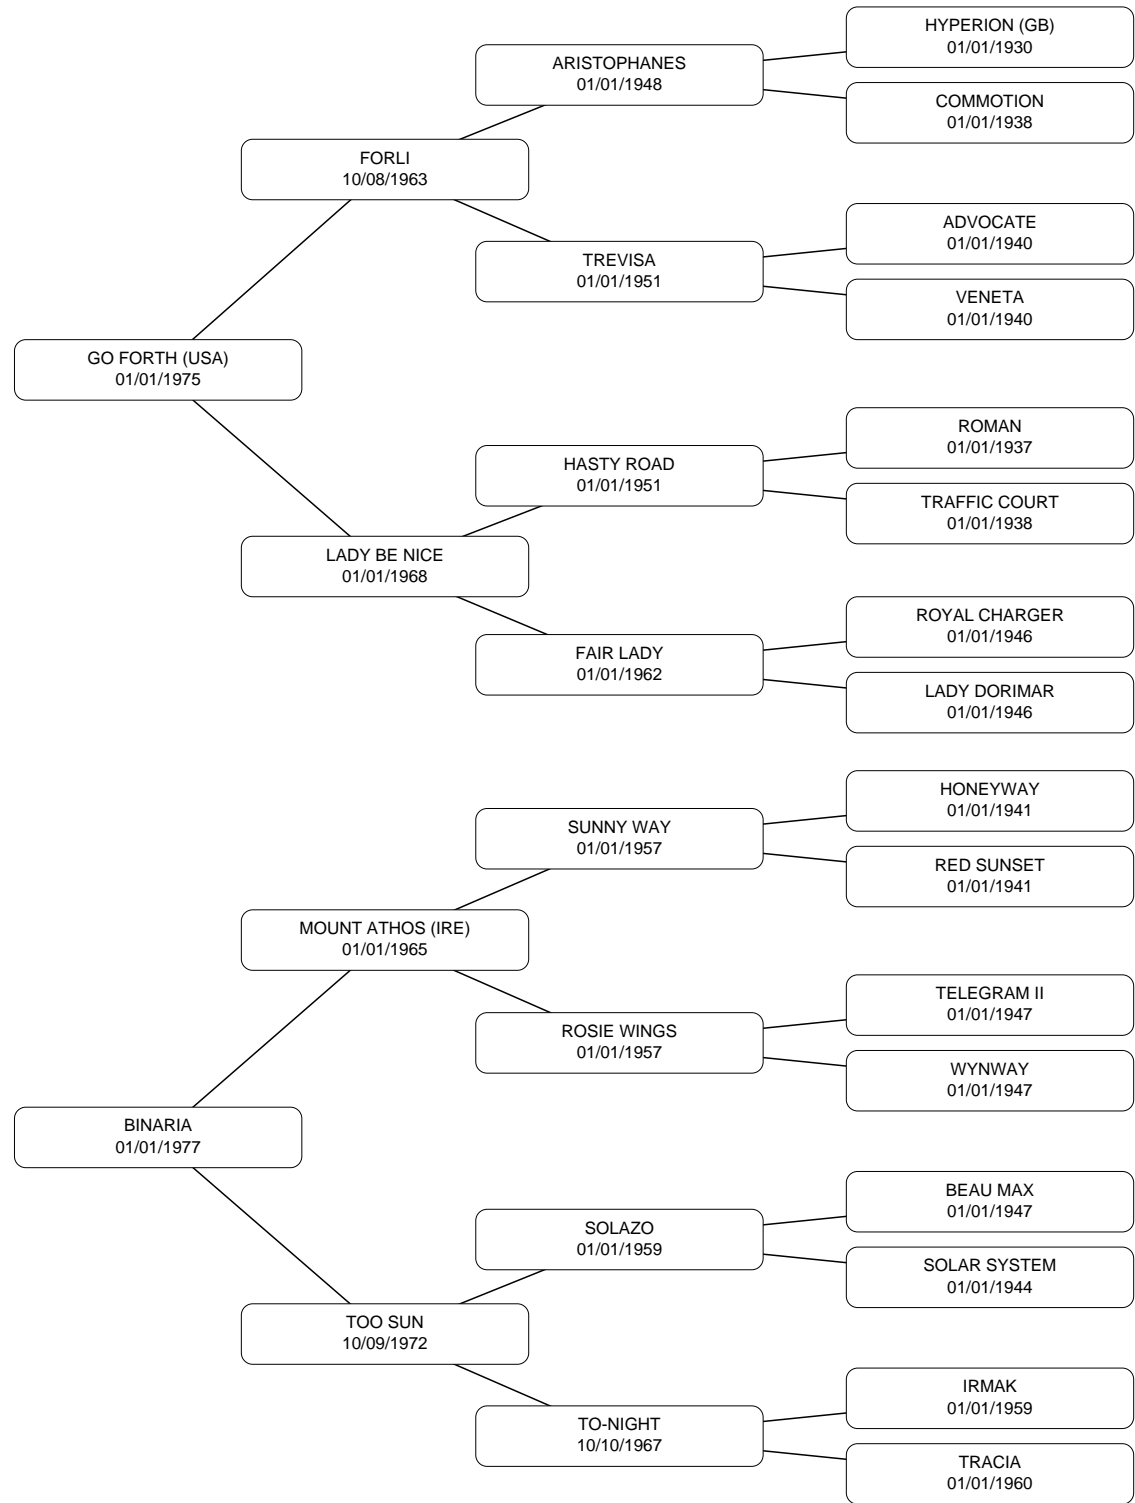 HYPERION (GB)
01/01/1930
ARISTOPHANES
01/01/1948
COMMOTION
01/01/1938
FORLI
10/08/1963
ADVOCATE
01/01/1940
TREVISA
01/01/1951
VENETA
01/01/1940
GO FORTH (USA)
01/01/1975
ROMAN
01/01/1937
HASTY ROAD
01/01/1951
TRAFFIC COURT
01/01/1938
LADY BE NICE
01/01/1968
ROYAL CHARGER
01/01/1946
FAIR LADY
01/01/1962
LADY DORIMAR
01/01/1946
HONEYWAY
01/01/1941
SUNNY WAY
01/01/1957
RED SUNSET
01/01/1941
MOUNT ATHOS (IRE)
01/01/1965
TELEGRAM II
01/01/1947
ROSIE WINGS
01/01/1957
WYNWAY
01/01/1947
BINARIA
01/01/1977
BEAU MAX
01/01/1947
SOLAZO
01/01/1959
SOLAR SYSTEM
01/01/1944
TOO SUN
10/09/1972
IRMAK
01/01/1959
TO-NIGHT
10/10/1967
TRACIA
01/01/1960